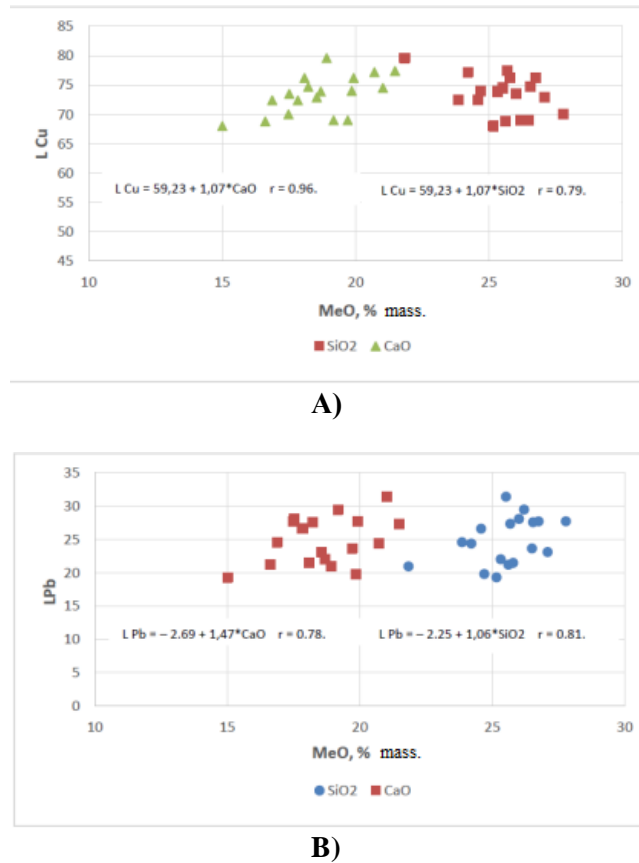 80
75
70
65
60
55
50
45
L Cu
L Cu = 59,23 + 1,07*CaO r = 0.96.
L Cu = 59,23 + 1,07*SiO2 r = 0.79.
10 15 20 25 30
MeO, % mass.
SiO2 CaO
A)
35
30
25
20
15
10
5
0
LPb
L Pb = – 2.69 + 1,47*CaO r = 0.78.
L Pb = – 2.25 + 1,06*SiO2 r = 0.81.
10 15 20 25 30
MeO, % mass.
SiO2 CaO
B)